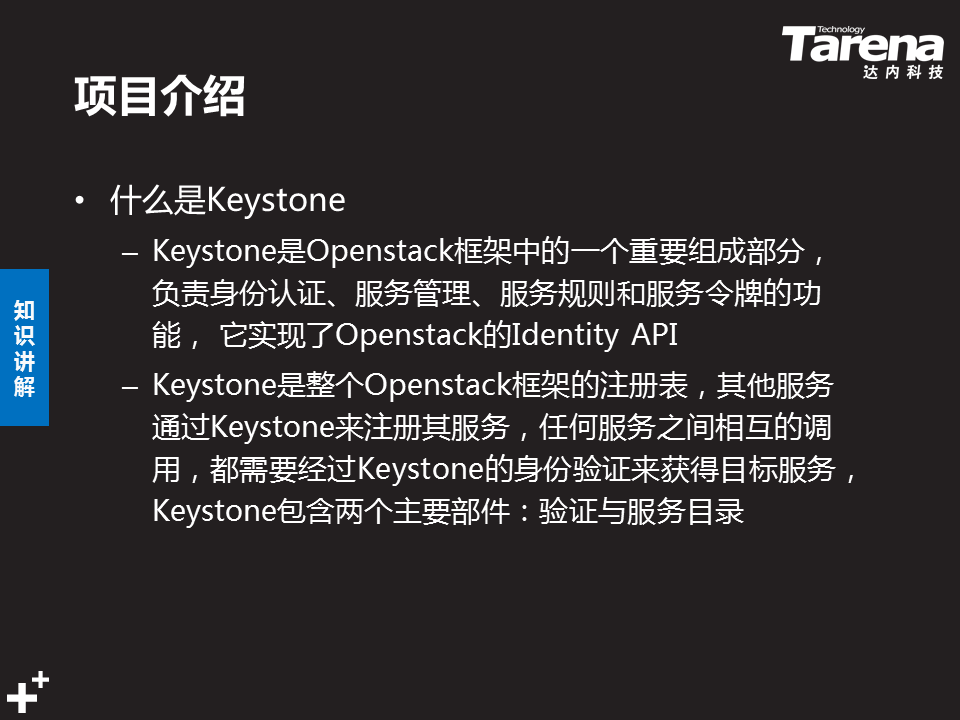 Technology
Tarena
达内科技
项目介绍
• 什么是Keystone
– Keystone是Openstack框架中的一个重要组成部分，
负责身份认证、服务管理、服务规则和服务令牌的功
能， 它实现了Openstack的Identity API
– Keystone是整个Openstack框架的注册表，其他服务
通过Keystone来注册其服务，任何服务之间相互的调
用，都需要经过Keystone的身份验证来获得目标服务，
Keystone包含两个主要部件：验证与服务目录
知
识
讲
解